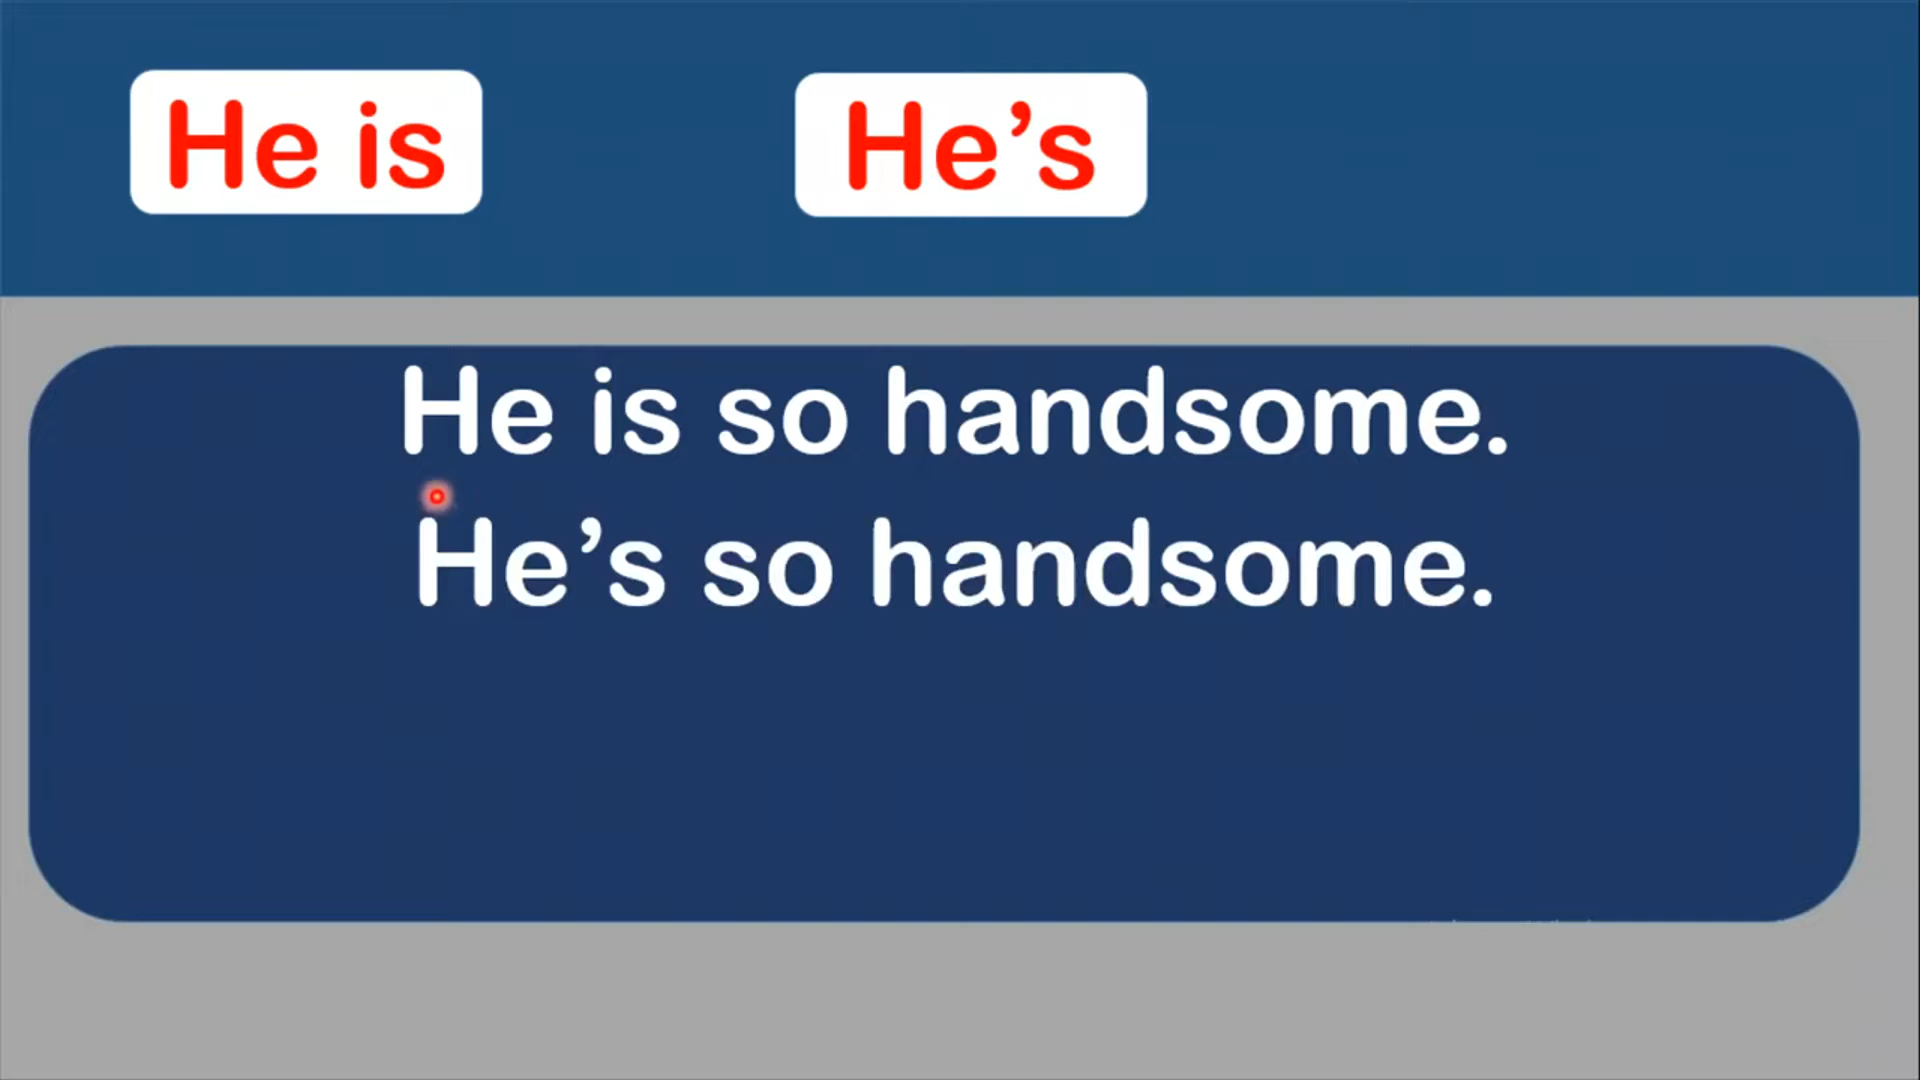 He is
He’s
He is so handsome.
He’s so handsome.